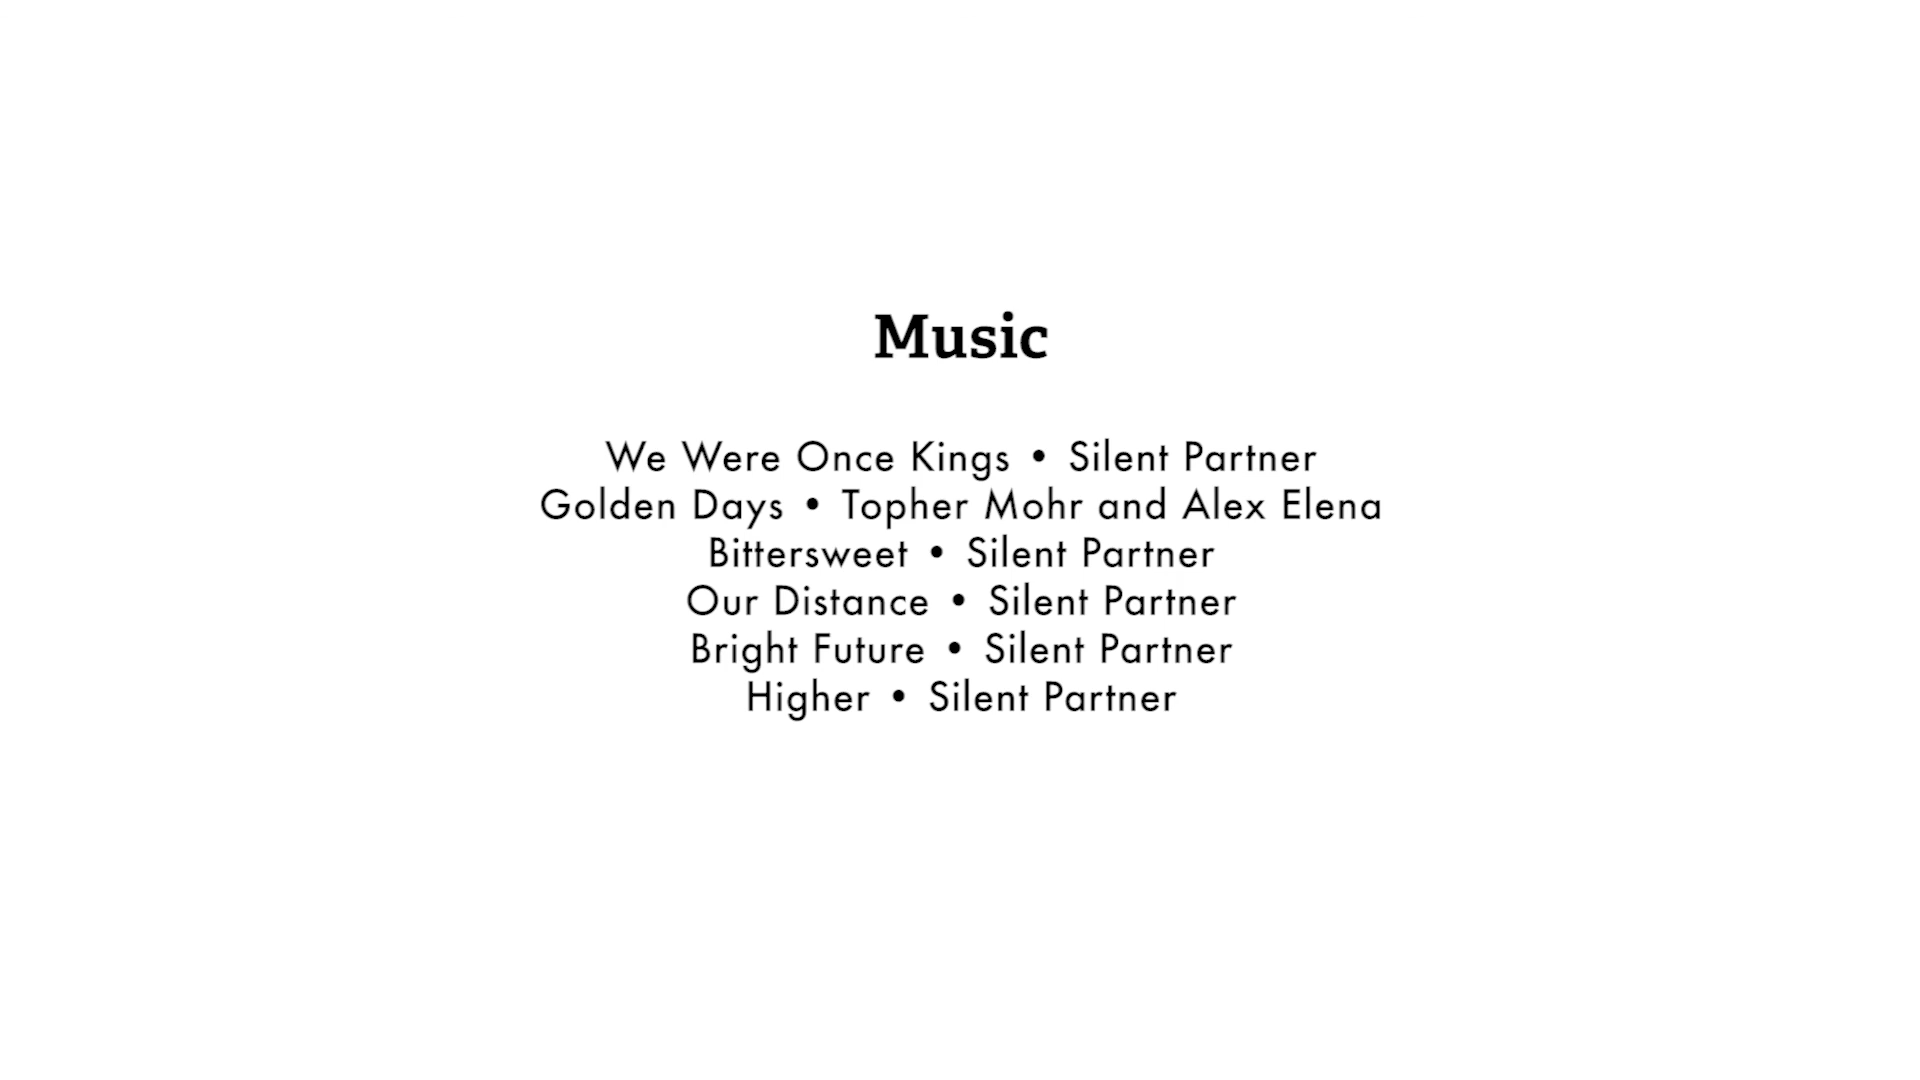 Music
We Were Once Kings • Silent Partner
Golden Days • Topher Mohr and Alex Elena
Bittersweet • Silent Partner
Our Distance • Silent Partner
Bright Future • Silent Partner
Higher • Silent Partner